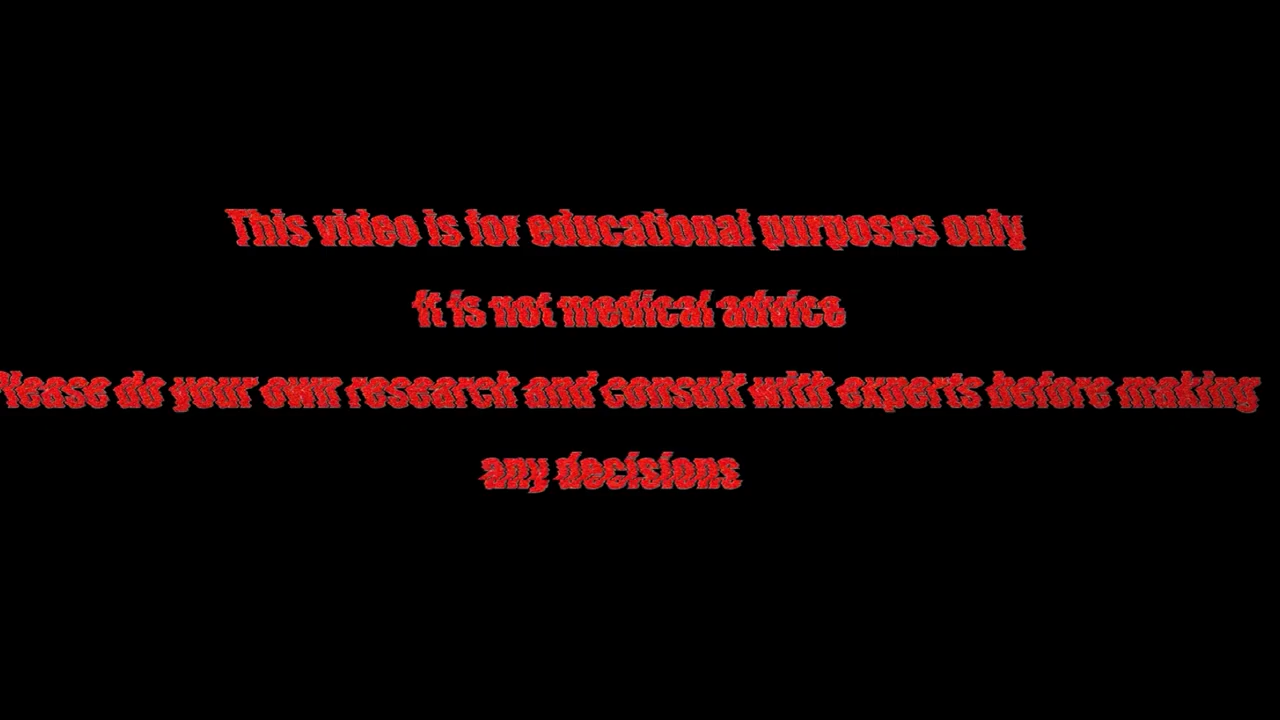 This video is for educational purposes only
it is not medical advice
Please do your own research and consult with experts before making
any decisions